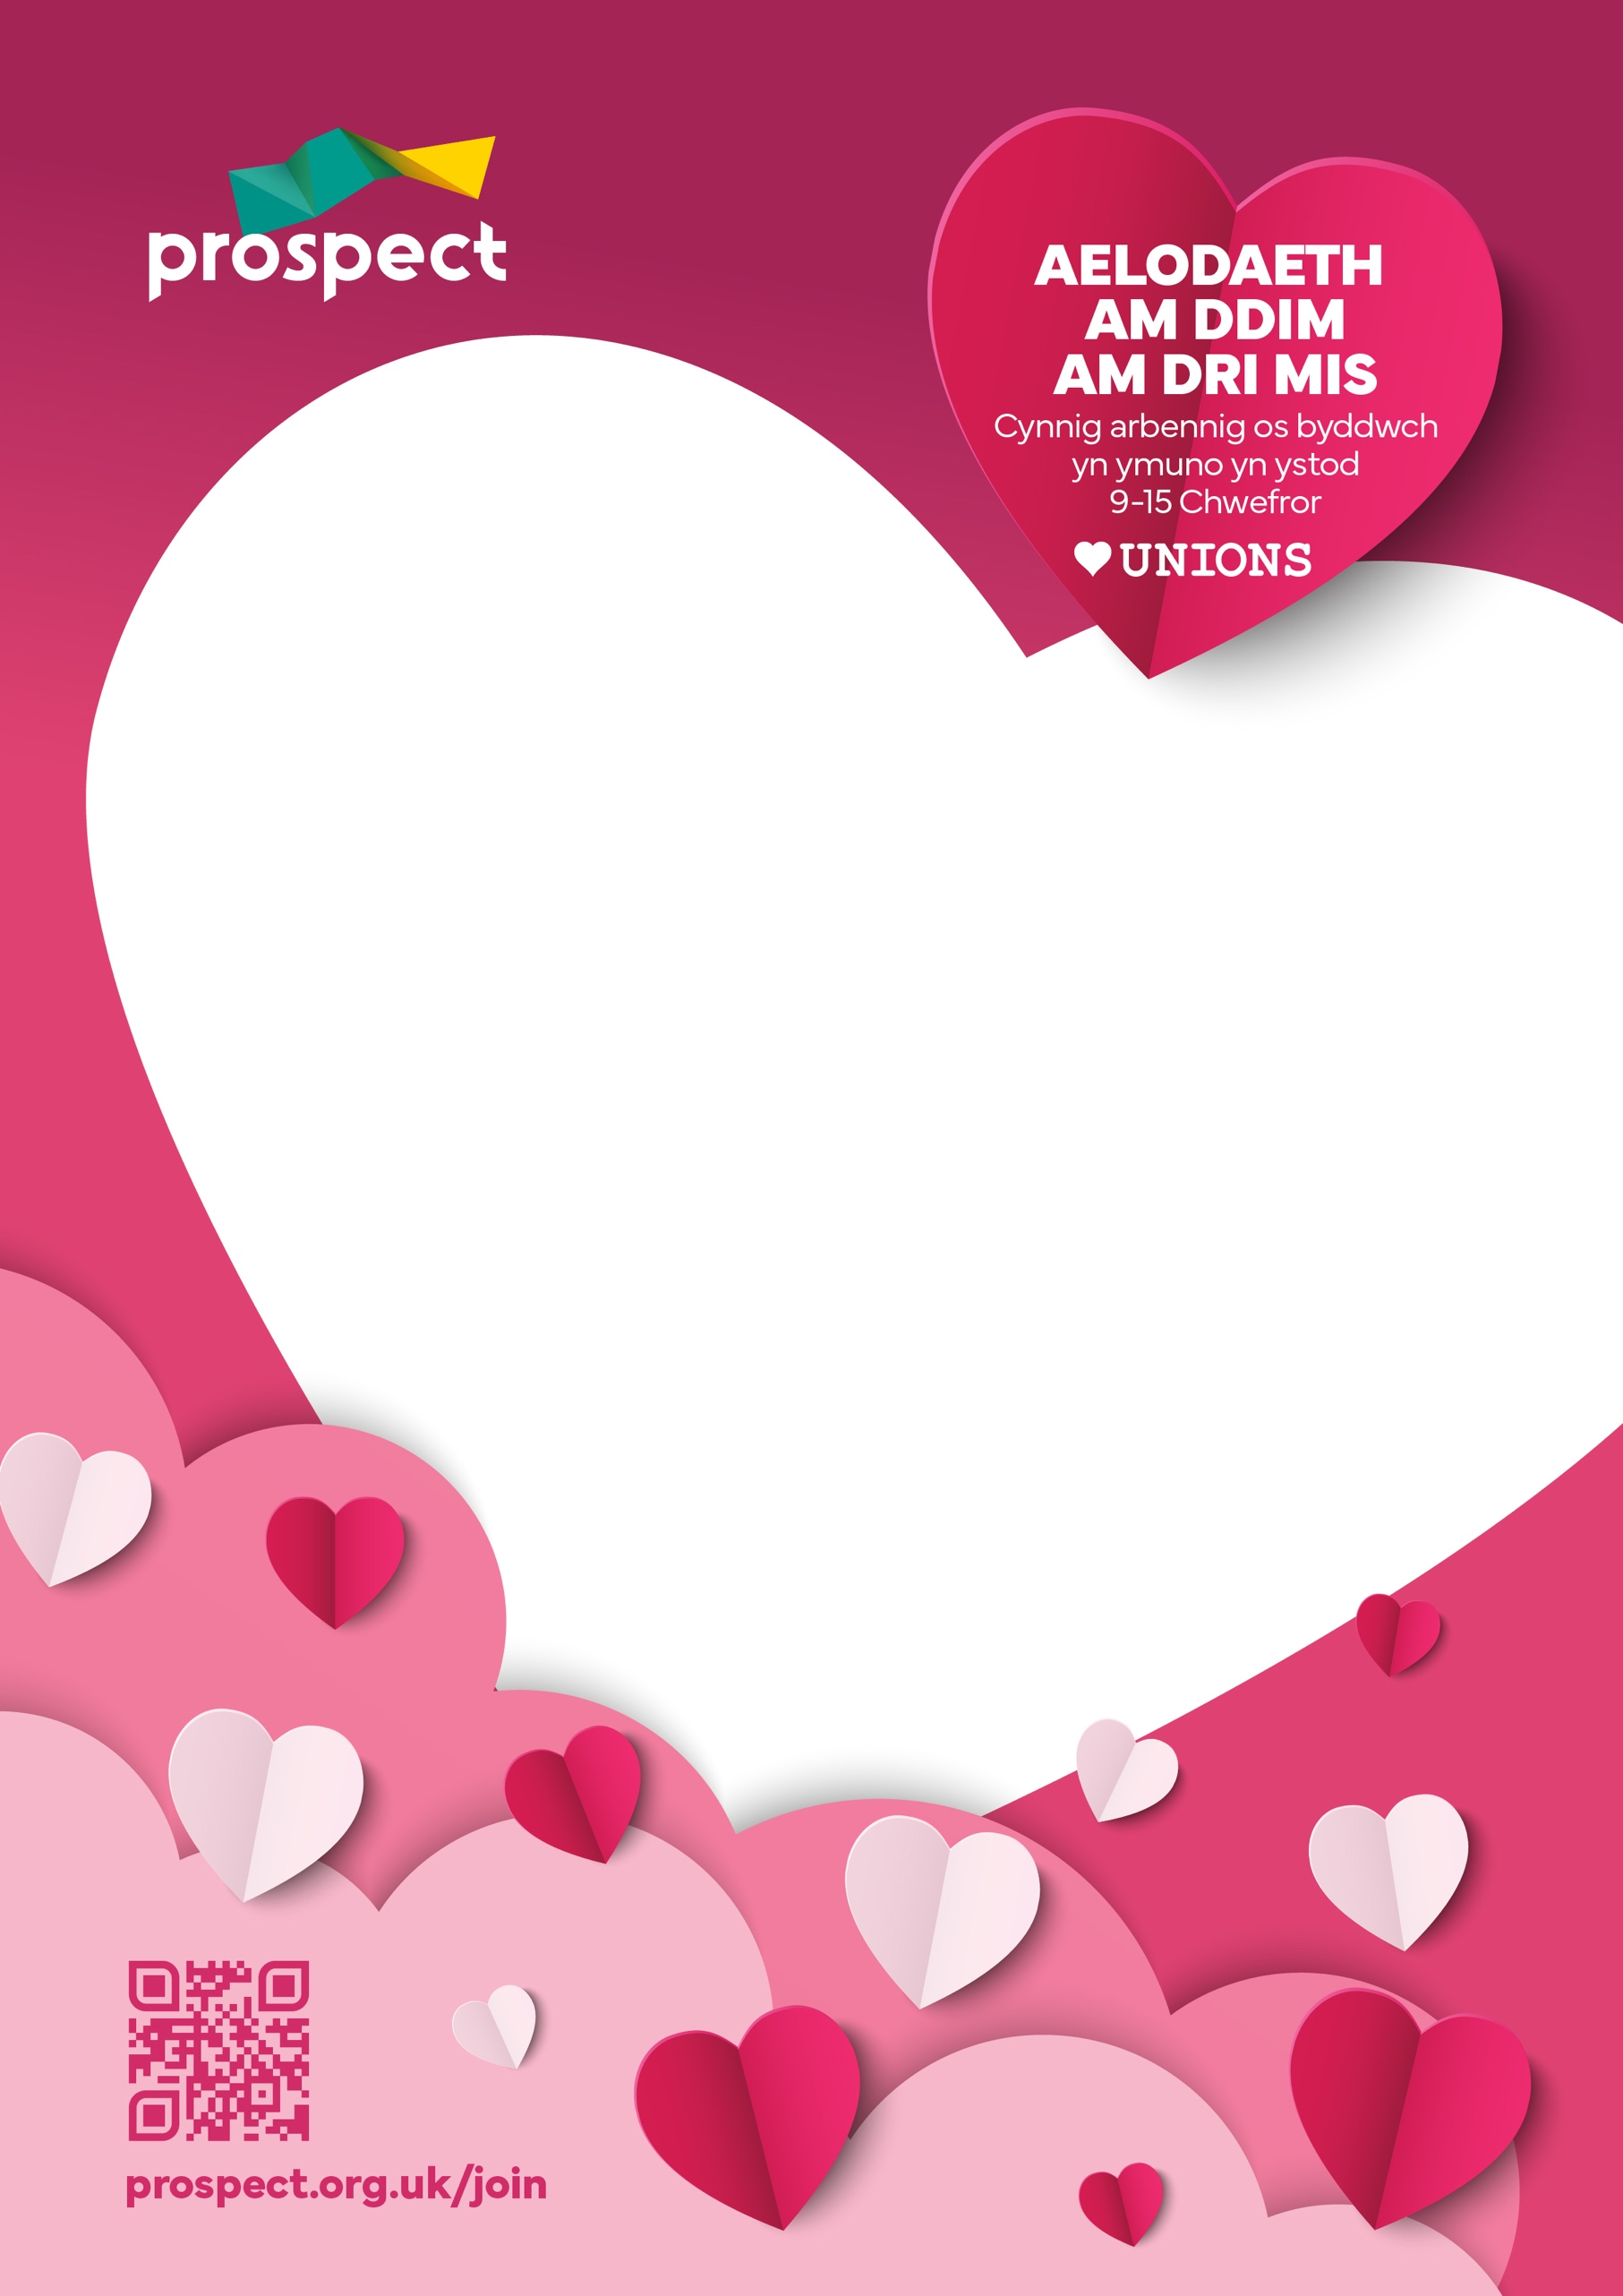 prospect
AELODAETH
AM DDIM
AM DRI MIS
Cynnig arbennig os byddwch
yn ymuno yn ystod
9-15 Chwefror
♥ UNIONS
prospect.org.uk/join